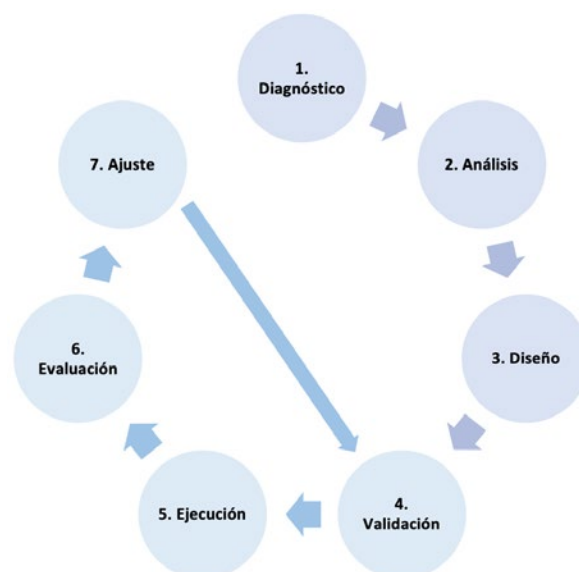 1.
Diagnóstico
2. Análisis
3. Diseño
4.
Validación
5. Ejecución
6.
Evaluación
7. Ajuste